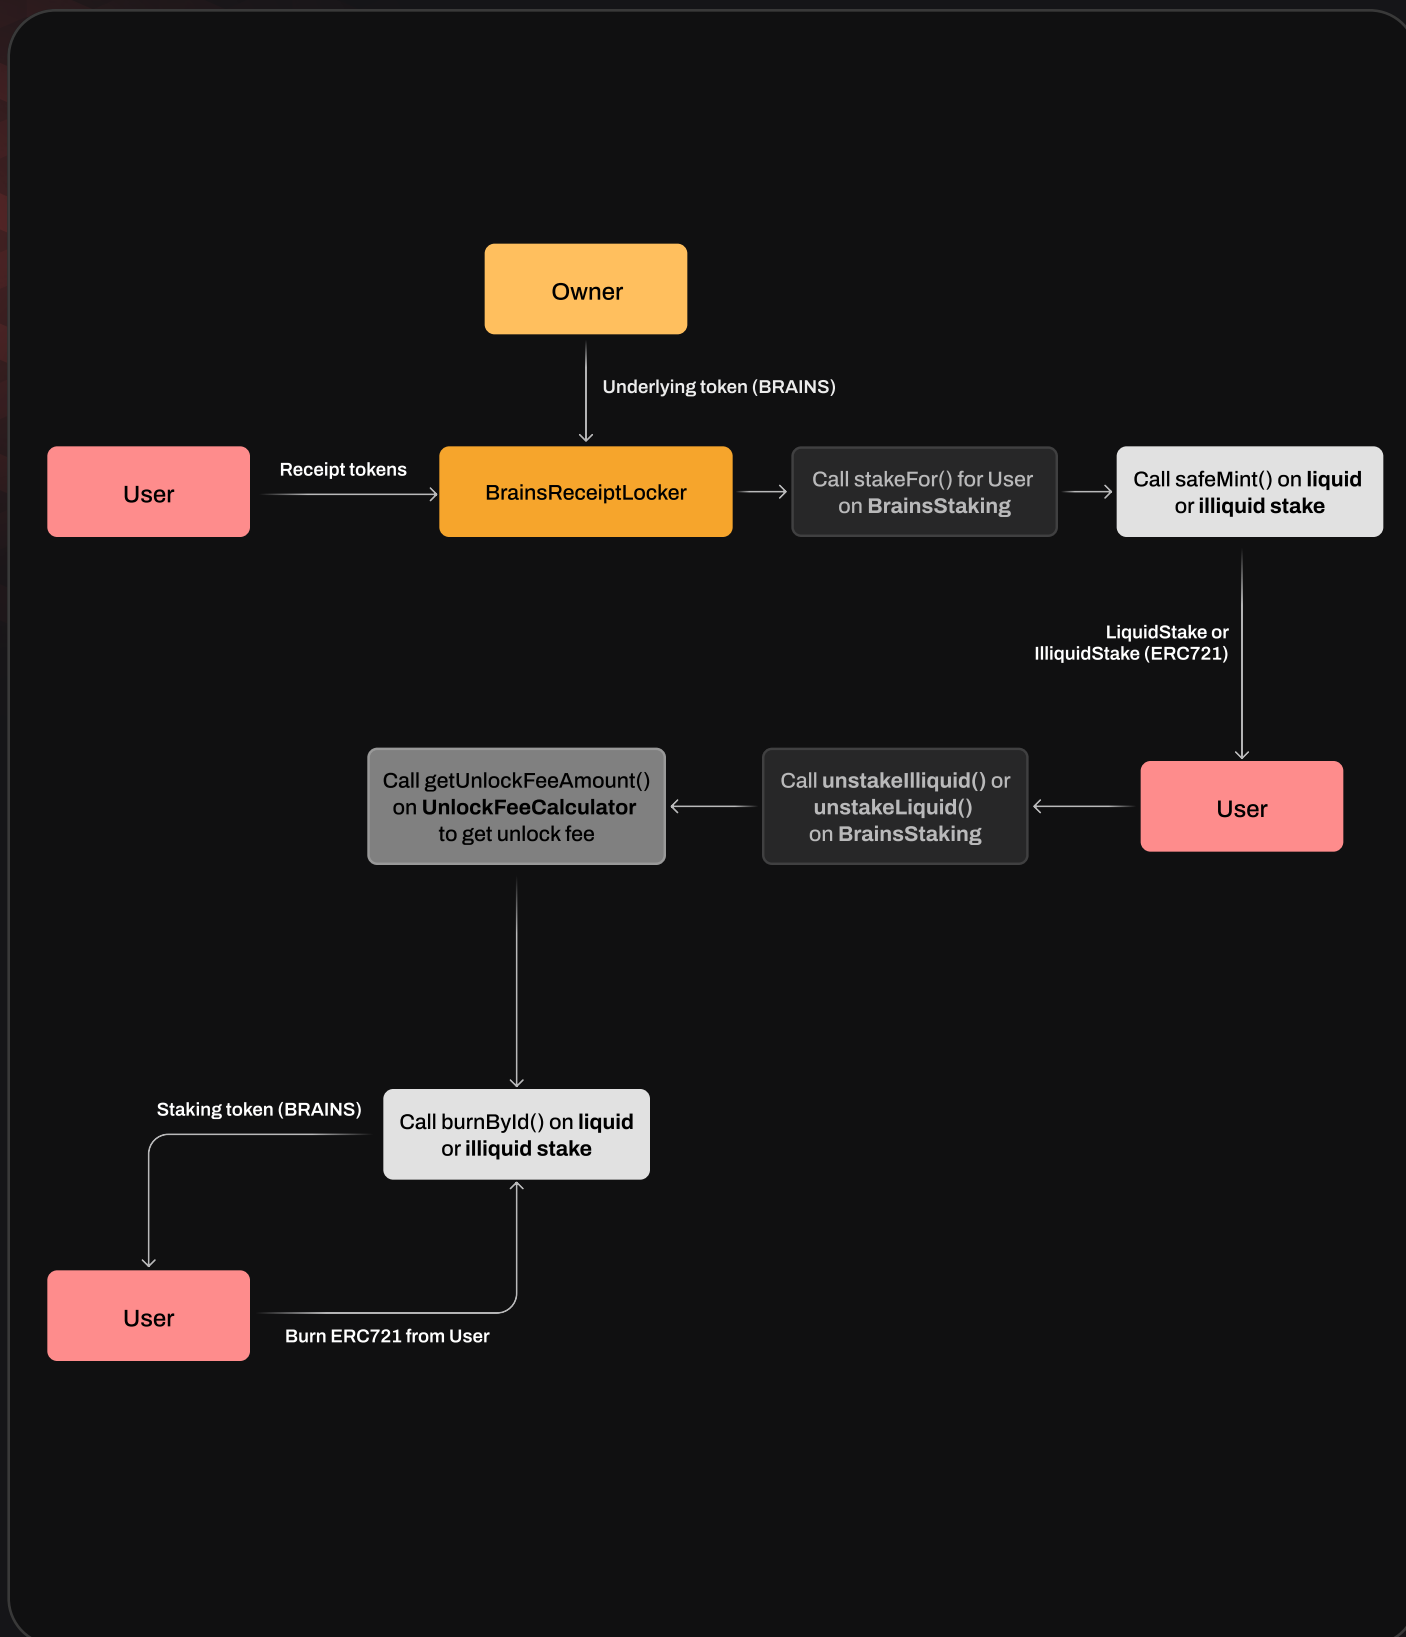 Owner
Underlying token (BRAINS)
User
Receipt tokens
BrainsReceiptLocker
Call stakeFor() for User
on BrainsStaking
Call safeMint() on liquid
or illiquid stake
LiquidStake or
IlliquidStake (ERC721)
User
Call unstakeIlliquid() or
unstakeLiquid()
on BrainsStaking
Call getUnlockFeeAmount()
on UnlockFeeCalculator
to get unlock fee
Call burnById() on liquid
or illiquid stake
Staking token (BRAINS)
User
Burn ERC721 from User